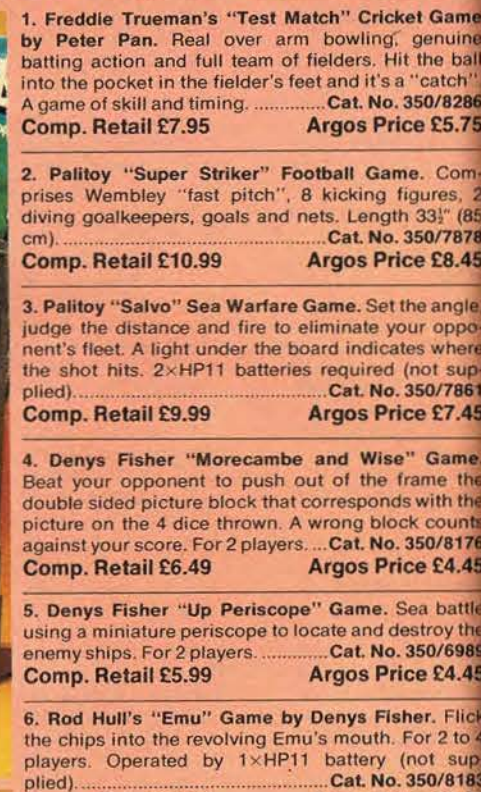 1. Freddie Trueman's "Test Match" Cricket Game
by Peter Pan. Real over arm bowling, genuine
batting action and full team of fielders. Hit the ball
into the pocket in the fielder's feet and it's a "catch"
A game of skill and timing. ............Cat. No. 350/8286
Comp. Retail £7.95 Argos Price £5.75
2. Palitoy "Super Striker" Football Game. Com-
prises Wembley "fast pitch", 8 kicking figures, 2
diving goalkeepers, goals and nets. Length 33½" (85
cm)............................................Cat. No. 350/7878
Comp. Retail £10.99 Argos Price £8.45
3. Palitoy "Salvo" Sea Warfare Game. Set the angle
judge the distance and fire to eliminate your oppo-
nent's fleet. A light under the board indicates where
the shot hits. 2×HP11 batteries required (not sup-
plied).........................................Cat. No. 350/7861
Comp. Retail £9.99 Argos Price £7.45
4. Denys Fisher "Morecambe and Wise" Game
Beat your opponent to push out of the frame the
double sided picture block that corresponds with the
picture on the 4 dice thrown. A wrong block counts
against your score. For 2 players. ...Cat. No. 350/8176
Comp. Retail £6.49 Argos Price £4.45
5. Denys Fisher "Up Periscope" Game. Sea battle
using a miniature periscope to locate and destroy the
enemy ships. For 2 players. .............Cat. No. 350/6989
Comp. Retail £5.99 Argos Price £4.45
6. Rod Hull's "Emu" Game by Denys Fisher. Flick
the chips into the revolving Emu's mouth. For 2 to 4
players. Operated by 1×HP11 battery (not sup-
plied).........................................Cat. No. 350/8183